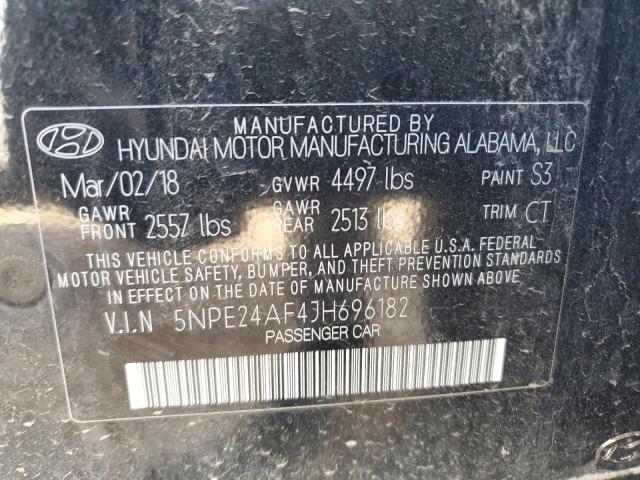 MANUFACTURED BY
HYUNDAI MOTOR MANUFACTURING ALABAMA, LLC
Mar/02/18 GVWR 4497 lbs PAINT S3
GAWR FRONT 2557 lbs GAWR REAR 2513 lbs TRIM CT
THIS VEHICLE CONFORMS TO ALL APPLICABLE U.S.A. FEDERAL
MOTOR VEHICLE SAFETY, BUMPER, AND THEFT PREVENTION STANDARDS
IN EFFECT ON THE DATE OF MANUFACTURE SHOWN ABOVE
V.I.N 5NPE24AF4JH696182
PASSENGER CAR